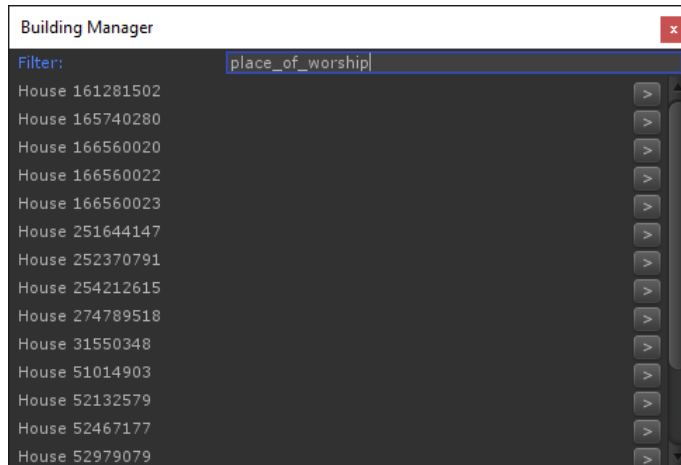 Building Manager
x
Filter: place_of_worship
House 161281502 >
House 165740280 >
House 166560020 >
House 166560022 >
House 166560023 >
House 251644147 >
House 252370791 >
House 254212615 >
House 274789518 >
House 31550348 >
House 51014903 >
House 52132579 >
House 52467177 >
House 52979079 >